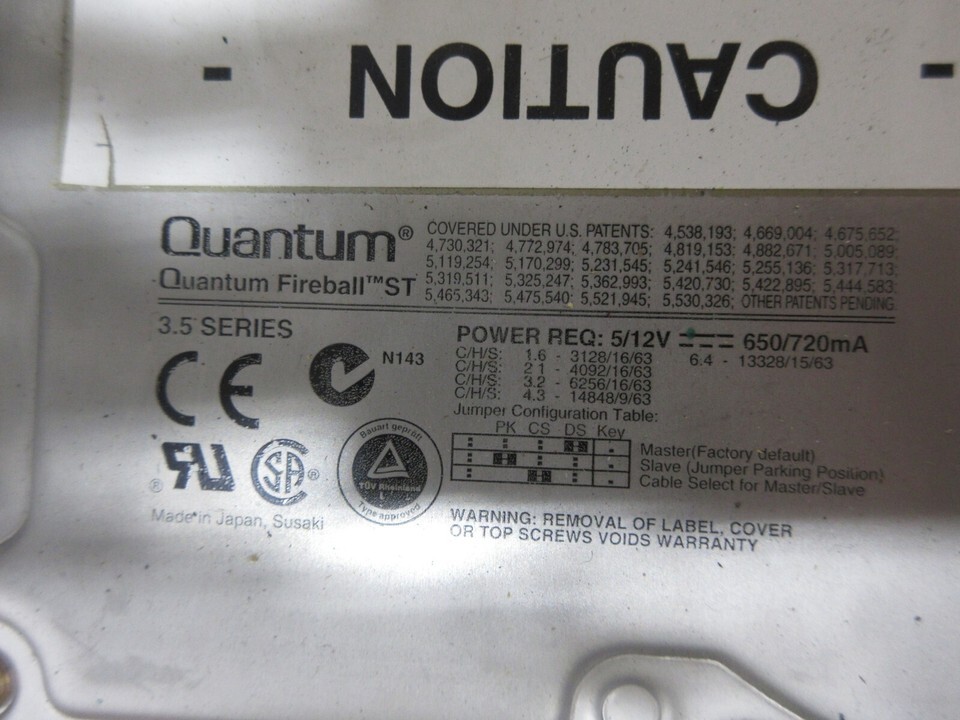 - CAUTION -
Quantum®
Quantum Fireball™ST
COVERED UNDER U.S. PATENTS: 4,538,193; 4,669,004; 4,675,652;
4,730,321; 4,772,974; 4,783,705; 4,819,153; 4,882,671; 5,005,089;
5,119,254; 5,170,299; 5,231,545; 5,241,546; 5,255,136; 5,317,713;
5,319,511; 5,325,247; 5,362,993; 5,420,730; 5,422,895; 5,444,583;
5,465,343; 5,475,540; 5,521,945; 5,530,326; OTHER PATENTS PENDING.
3.5 SERIES
CE
N143
POWER REQ: 5/12V 650/720mA
C/H/S: 1.6 - 3128/16/63 6.4 - 13328/15/63
C/H/S: 2.1 - 4092/16/63
C/H/S: 3.2 - 6256/16/63
C/H/S: 4.3 - 14848/9/63
Jumper Configuration Table:
PK CS DS Key
Master(Factory default)
Slave (Jumper Parking Position)
Cable Select for Master/Slave
Bauart geprüft
TÜV Rheinland
Type approved
Made in Japan, Susaki
WARNING: REMOVAL OF LABEL, COVER
OR TOP SCREWS VOIDS WARRANTY